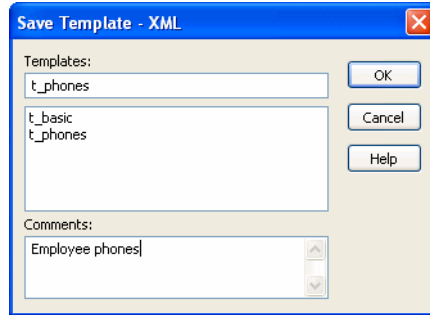 Save Template - XML
Templates:
t_phones
OK
t_basic
t_phones
Cancel
Help
Comments:
Employee phones